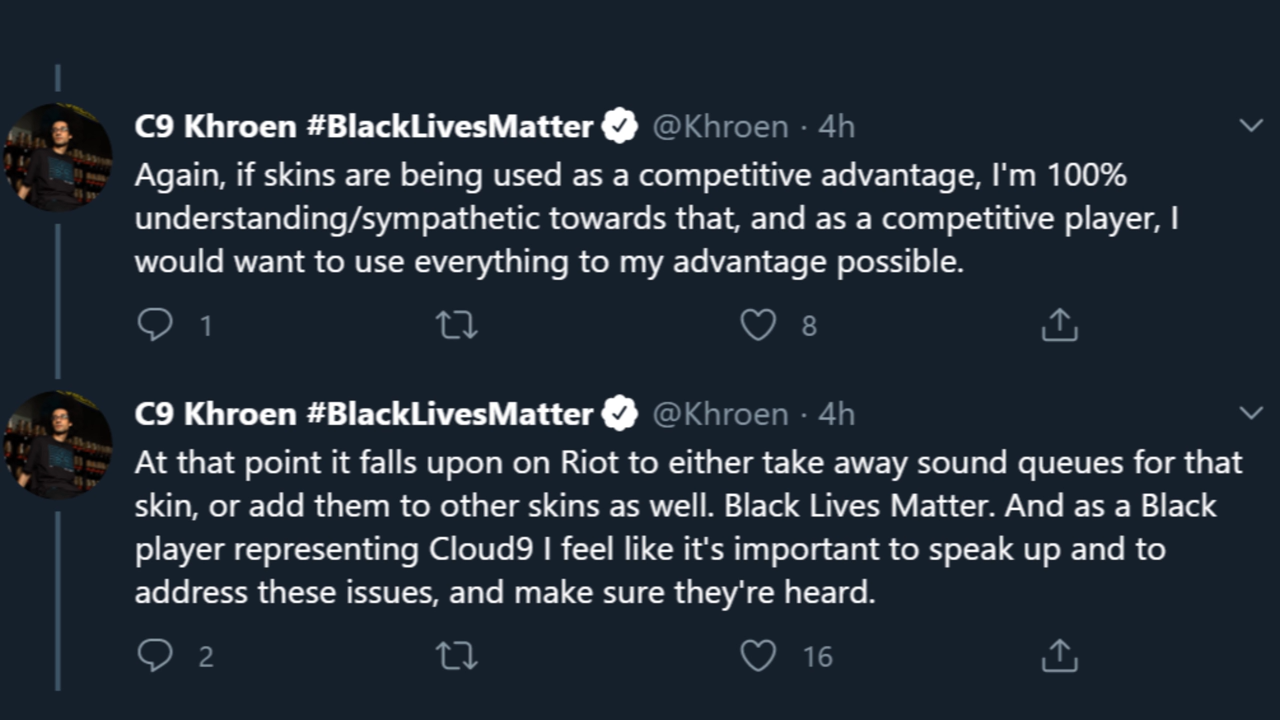 C9 Khroen #BlackLivesMatter @Khroen · 4h
Again, if skins are being used as a competitive advantage, I'm 100%
understanding/sympathetic towards that, and as a competitive player, I
would want to use everything to my advantage possible.
1 8
C9 Khroen #BlackLivesMatter @Khroen · 4h
At that point it falls upon on Riot to either take away sound queues for that
skin, or add them to other skins as well. Black Lives Matter. And as a Black
player representing Cloud9 I feel like it's important to speak up and to
address these issues, and make sure they're heard.
2 16